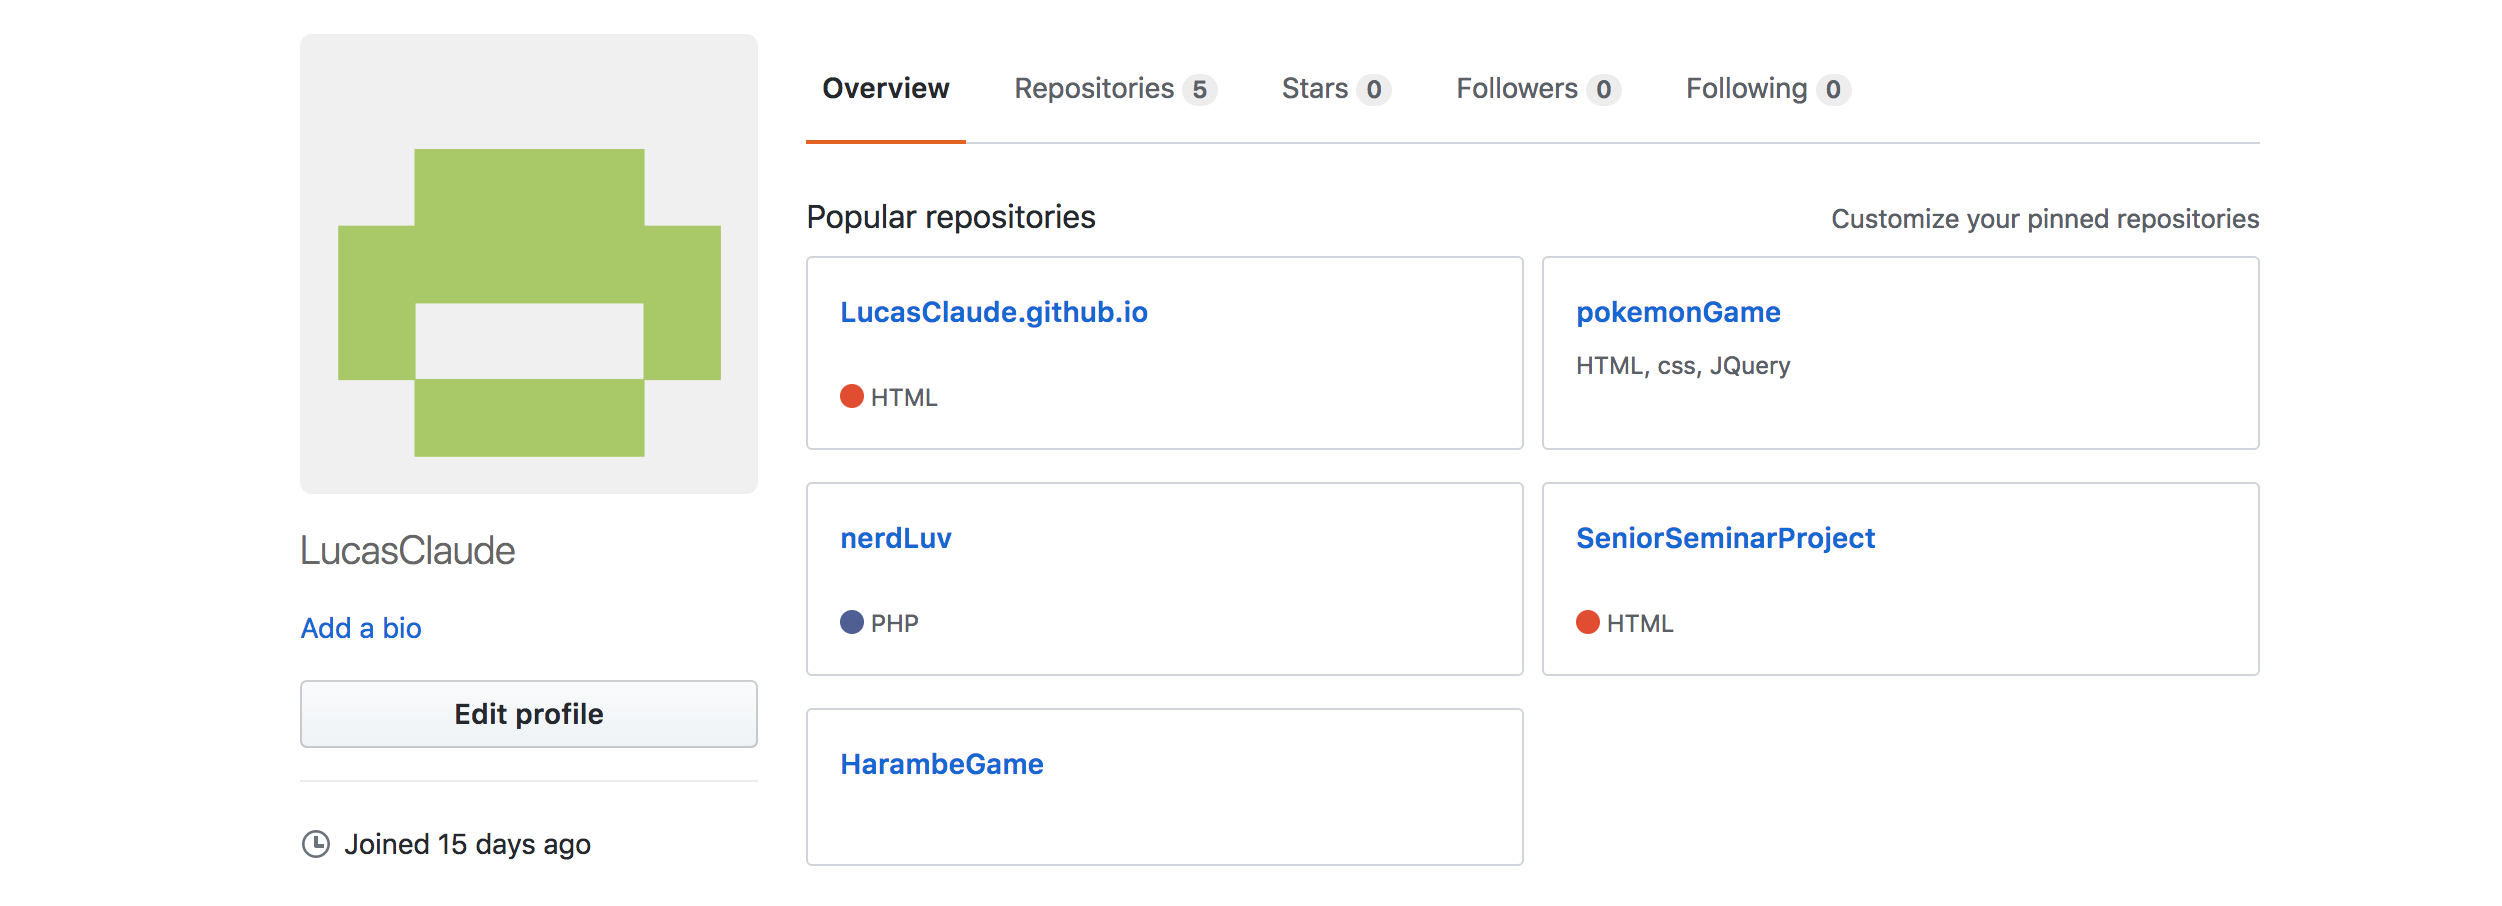 Overview Repositories 5 Stars 0 Followers 0 Following 0
Popular repositories Customize your pinned repositories
LucasClaude.github.io
HTML
pokemonGame
HTML, css, JQuery
nerdLuv
PHP
SeniorSeminarProject
HTML
HarambeGame
LucasClaude
Add a bio
Edit profile
Joined 15 days ago